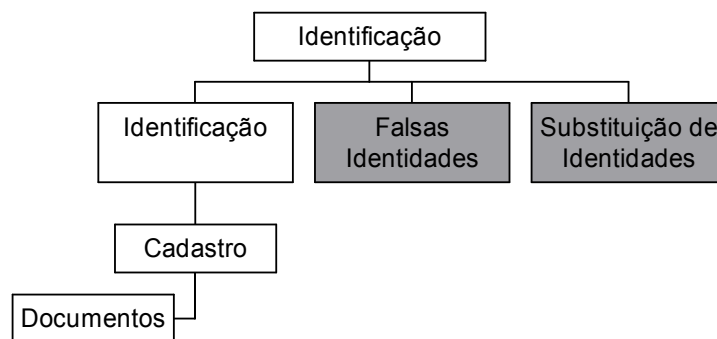 Identificação
Identificação
Falsas
Identidades
Substituição de
Identidades
Cadastro
Documentos